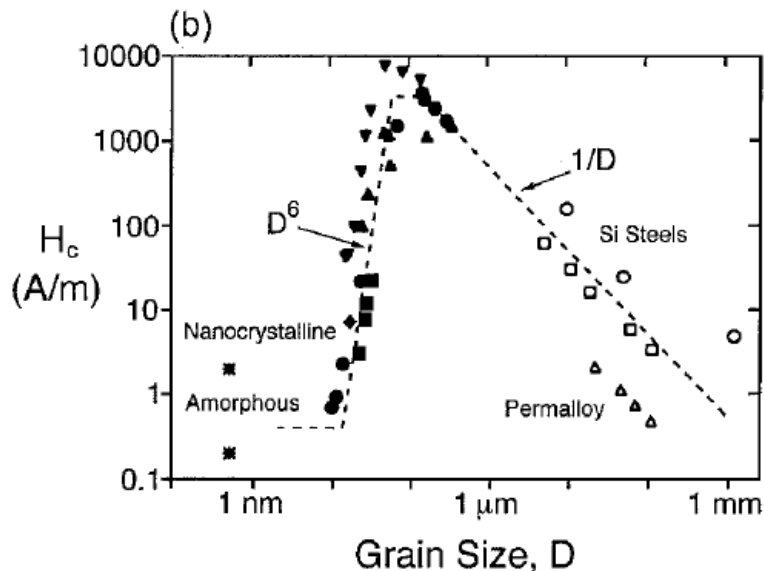 (b)
10000
1000
100
10
1
0.1
H_c
(A/m)
D^6
1/D
Si Steels
Nanocrystalline
Amorphous
Permalloy
1 nm
1 μm
1 mm
Grain Size, D